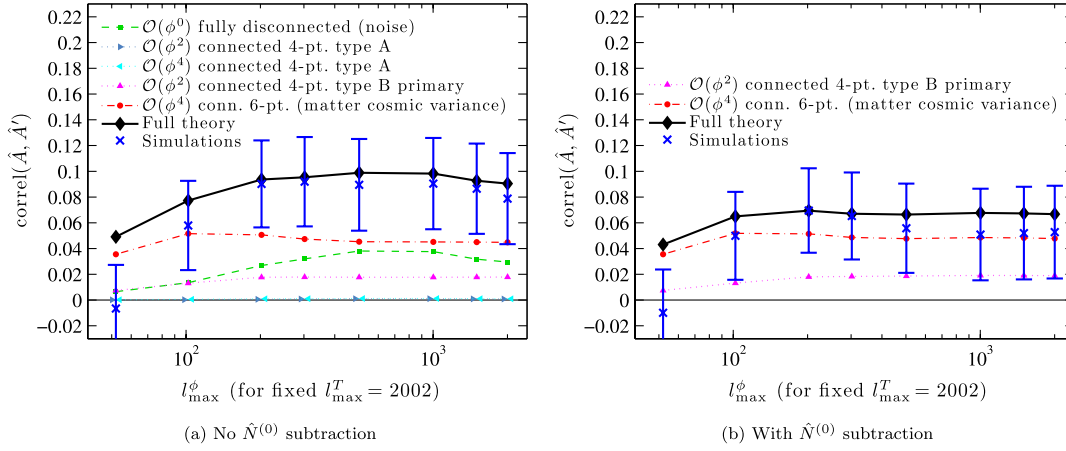 0.22
0.2
0.18
0.16
0.14
0.12
0.1
0.08
0.06
0.04
0.02
0
−0.02
correl(Â, Â′)
O(ϕ⁰) fully disconnected (noise)
O(ϕ²) connected 4-pt. type A
O(ϕ⁴) connected 4-pt. type A
O(ϕ²) connected 4-pt. type B primary
O(ϕ⁴) conn. 6-pt. (matter cosmic variance)
Full theory
Simulations
10² 10³
l^ϕ_max (for fixed l^T_max = 2002)
(a) No N̂⁽⁰⁾ subtraction
0.22
0.2
0.18
0.16
0.14
0.12
0.1
0.08
0.06
0.04
0.02
0
−0.02
correl(Â, Â′)
O(ϕ²) connected 4-pt. type B primary
O(ϕ⁴) conn. 6-pt. (matter cosmic variance)
Full theory
Simulations
10² 10³
l^ϕ_max (for fixed l^T_max = 2002)
(b) With N̂⁽⁰⁾ subtraction